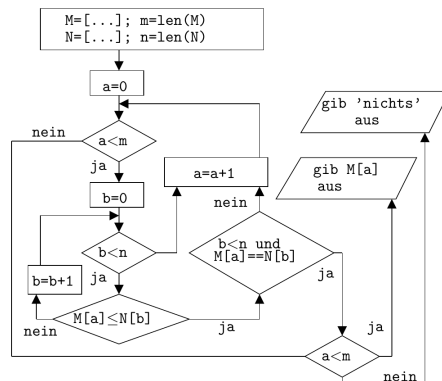 M=[...]; m=len(M)
N=[...]; n=len(N)
a=0
nein
a<m
ja
b=0
b<n
ja
b=b+1
M[a]≤N[b]
nein
ja
a=a+1
nein
b<n und
M[a]==N[b]
ja
gib 'nichts'
aus
gib M[a]
aus
ja
a<m
nein